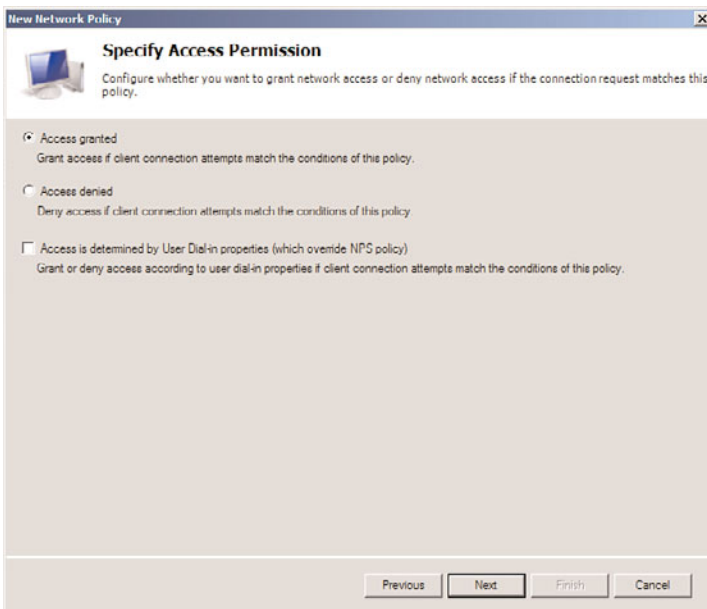 New Network Policy
Specify Access Permission
Configure whether you want to grant network access or deny network access if the connection request matches this
policy.
Access granted
Grant access if client connection attempts match the conditions of this policy.
Access denied
Deny access if client connection attempts match the conditions of this policy
Access is determined by User Dial-in properties (which override NPS policy)
Grant or deny access according to user dial-in properties if client connection attempts match the conditions of this policy.
Previous Next Finish Cancel